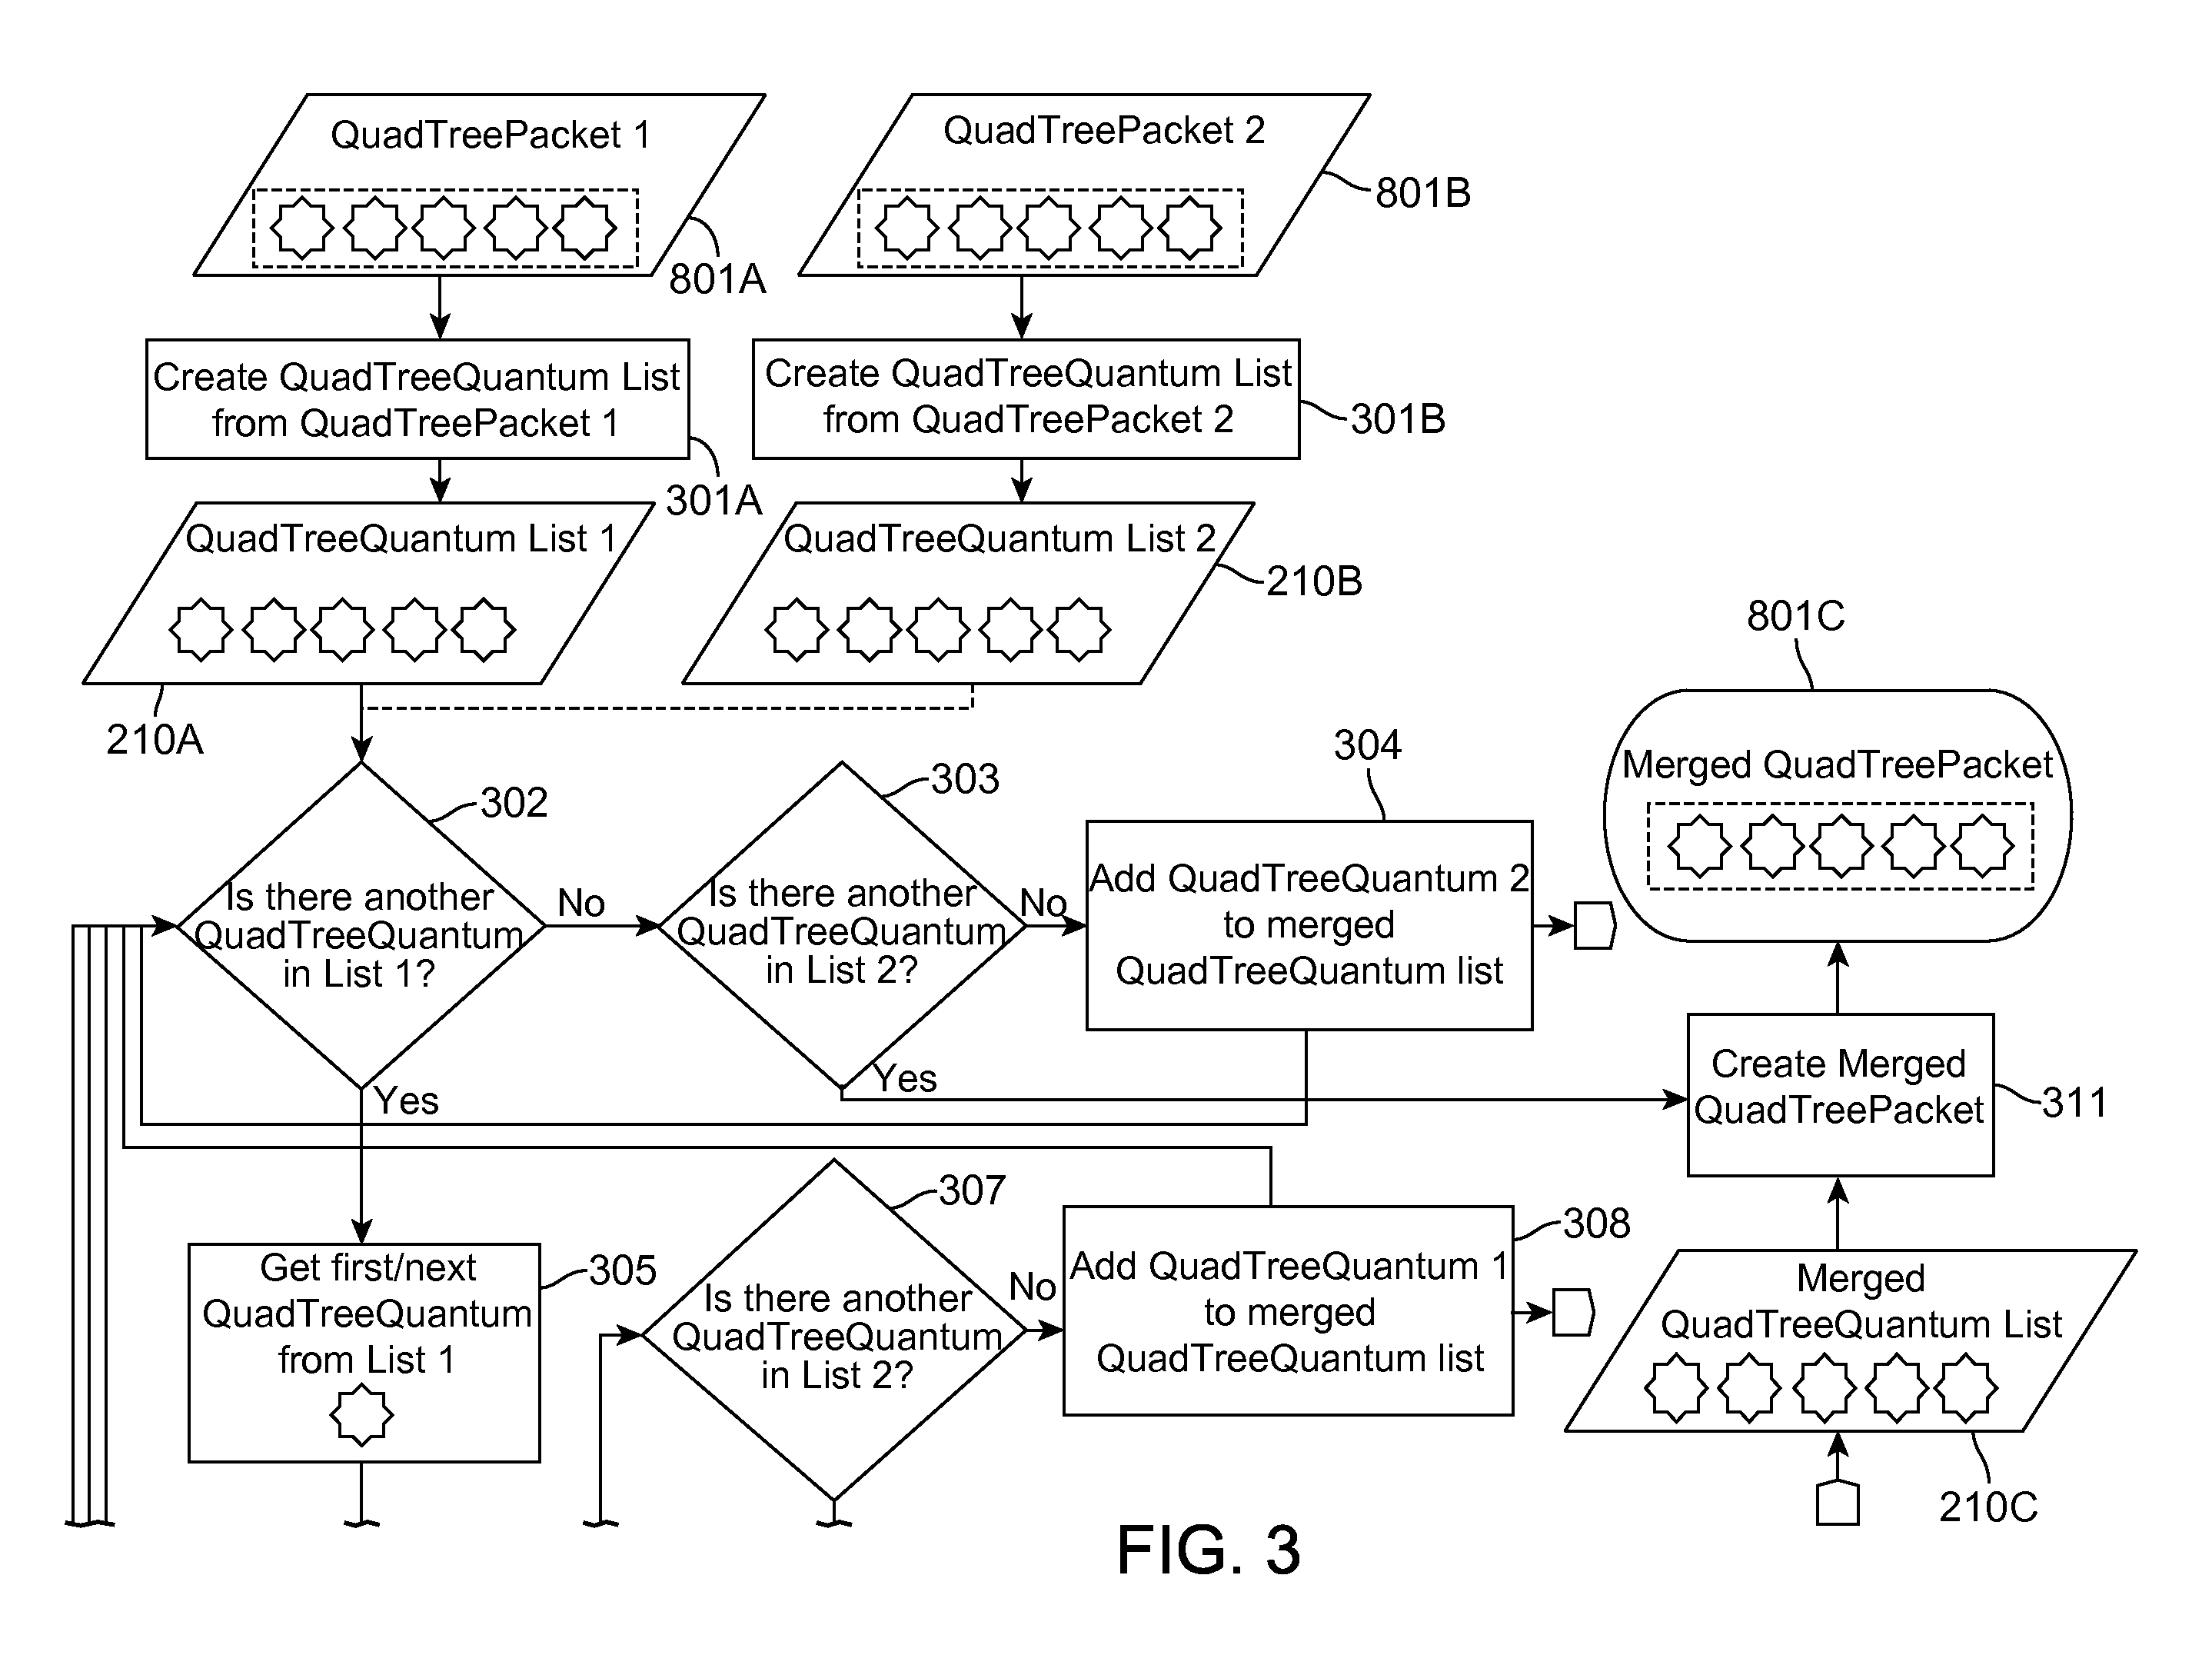 QuadTreePacket 1
801A
QuadTreePacket 2
801B
Create QuadTreeQuantum List
from QuadTreePacket 1
301A
Create QuadTreeQuantum List
from QuadTreePacket 2
301B
QuadTreeQuantum List 1
210A
QuadTreeQuantum List 2
210B
801C
Merged QuadTreePacket
302
Is there another
QuadTreeQuantum
in List 1?
No
Yes
303
Is there another
QuadTreeQuantum
in List 2?
No
Yes
304
Add QuadTreeQuantum 2
to merged
QuadTreeQuantum list
Create Merged
QuadTreePacket
311
305
Get first/next
QuadTreeQuantum
from List 1
307
Is there another
QuadTreeQuantum
in List 2?
No
308
Add QuadTreeQuantum 1
to merged
QuadTreeQuantum list
Merged
QuadTreeQuantum List
210C
FIG. 3